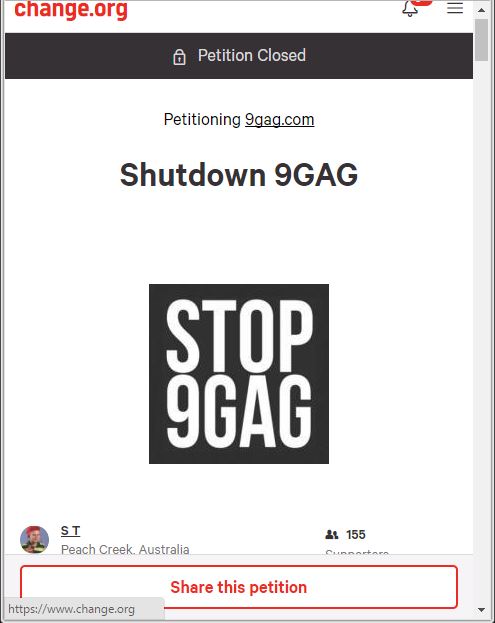 change.org
Petition Closed
Petitioning 9gag.com
Shutdown 9GAG
STOP
9GAG
S T
155
Peach Creek, Australia
Supporters
Share this petition
https://www.change.org